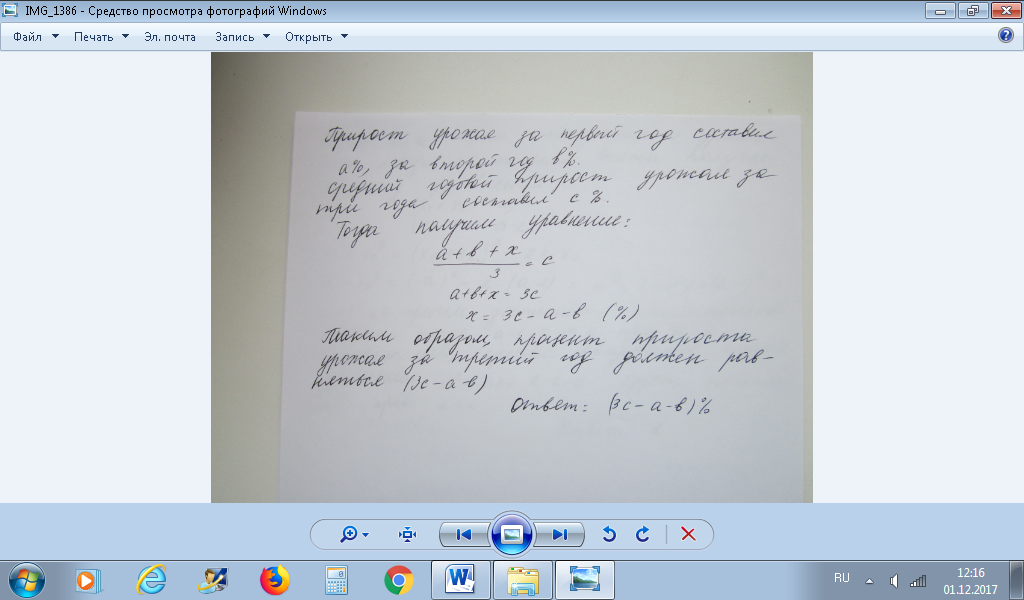 IMG_1386 - Средство просмотра фотографий Windows
Файл Печать Эл. почта Запись Открыть
Прирост урожая за первый год составил
а%, за второй год в%.
средний годовой прирост урожая за
три года составил с %.
Тогда получим уравнение:
а + в + х
3
= с
а+в+х = 3с
х = 3с - а - в (%)
Таким образом, процент прироста
урожая за третий год должен рав-
няться (3с - а - в)
Ответ: (3с - а - в)%
RU
12:16
01.12.2017